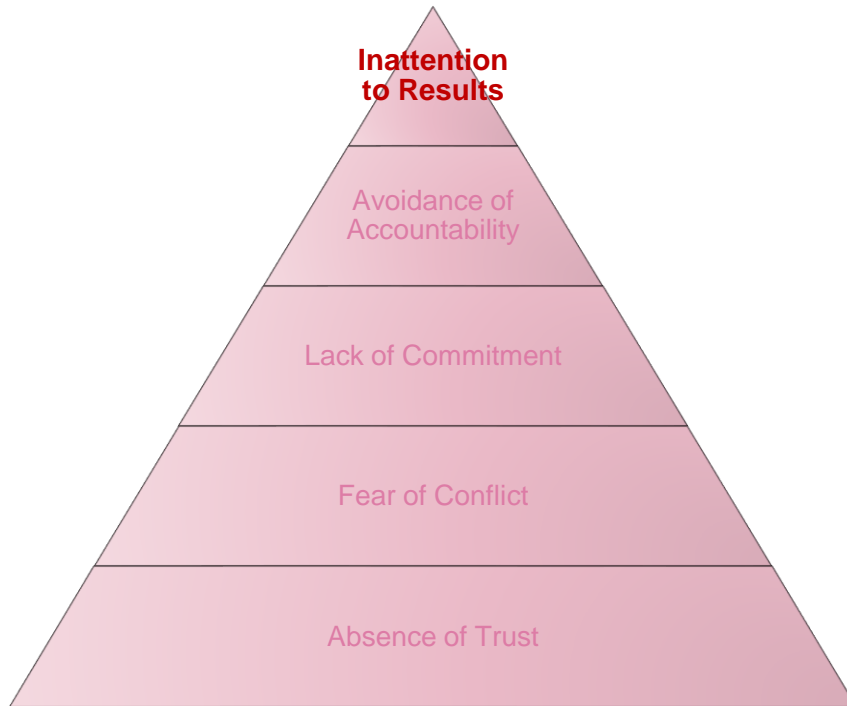 Inattention
to Results
Avoidance of
Accountability
Lack of Commitment
Fear of Conflict
Absence of Trust